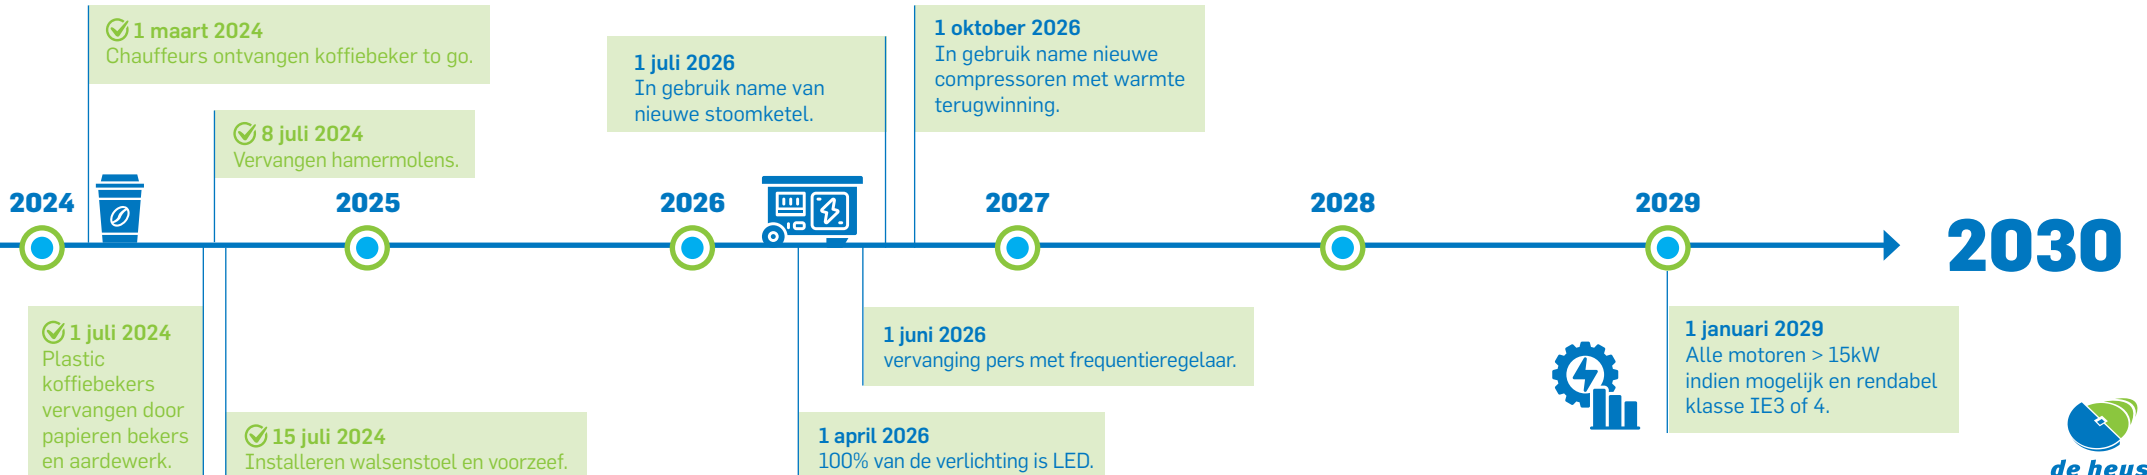 1 maart 2024
Chauffeurs ontvangen koffiebeker to go.
8 juli 2024
Vervangen hamermolens.
1 juli 2026
In gebruik name van
nieuwe stoomketel.
1 oktober 2026
In gebruik name nieuwe
compressoren met warmte
terugwinning.
2024
2025
2026
2027
2028
2029
2030
1 juli 2024
Plastic
koffiebekers
vervangen door
papieren bekers
en aardewerk.
15 juli 2024
Installeren walsenstoel en voorzeef.
1 juni 2026
vervanging pers met frequentieregelaar.
1 april 2026
100% van de verlichting is LED.
1 januari 2029
Alle motoren > 15kW
indien mogelijk en rendabel
klasse IE3 of 4.
de heus